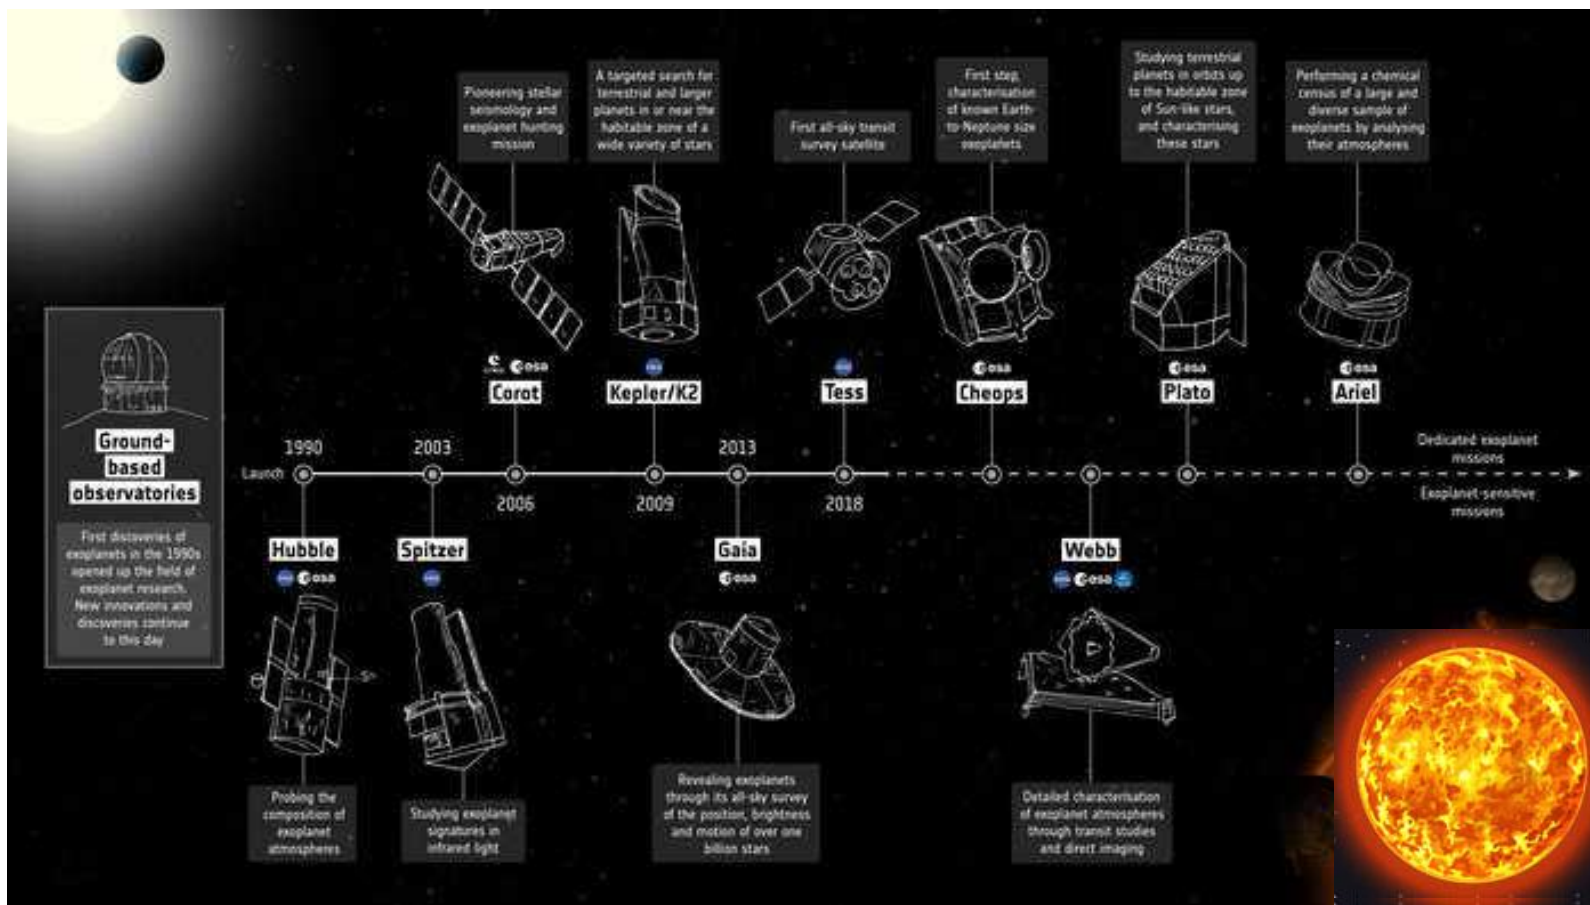 Pioneering stellar
seismology and
exoplanet hunting
mission
A targeted search for
terrestrial and larger
planets in or near the
habitable zone of a
wide variety of stars
First all-sky transit
survey satellite
First step
characterisation
of known Earth-
to-Neptune size
exoplanets
Studying terrestrial
planets in orbits up
to the habitable zone
of Sun-like stars,
and characterising
these stars
Performing a chemical
census of a large and
diverse sample of
exoplanets by analysing
their atmospheres
esa
esa
esa
esa
Corot
Kepler/K2
Tess
Cheops
Plato
Ariel
Ground-
based
observatories
First discoveries of
exoplanets in the 1990s
opened up the field of
exoplanet research.
New innovations and
discoveries continue
to this day
1990
2003
2013
Launch
2006
2009
2018
Dedicated exoplanet
missions
Exoplanet-sensitive
missions
Hubble
Spitzer
Gaia
Webb
esa
esa
esa
Probing the
composition of
exoplanet
atmospheres
Studying exoplanet
signatures in
infrared light
Revealing exoplanets
through its all-sky survey
of the position, brightness
and motion of over one
billion stars
Detailed characterisation
of exoplanet atmospheres
through transit studies
and direct imaging